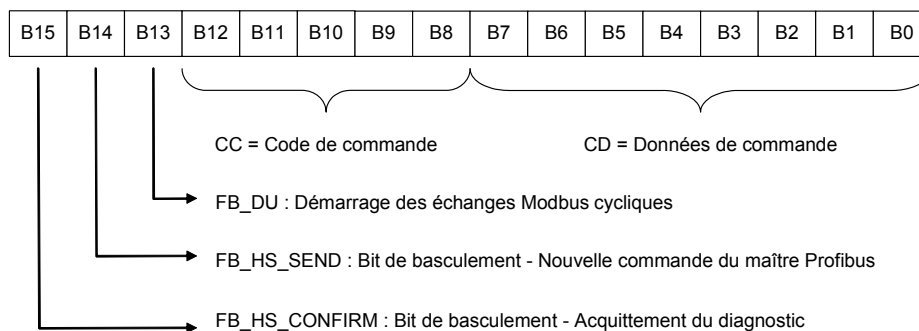 B15 B14 B13 B12 B11 B10 B9 B8 B7 B6 B5 B4 B3 B2 B1 B0
CC = Code de commande CD = Données de commande
FB_DU : Démarrage des échanges Modbus cycliques
FB_HS_SEND : Bit de basculement - Nouvelle commande du maître Profibus
FB_HS_CONFIRM : Bit de basculement - Acquittement du diagnostic